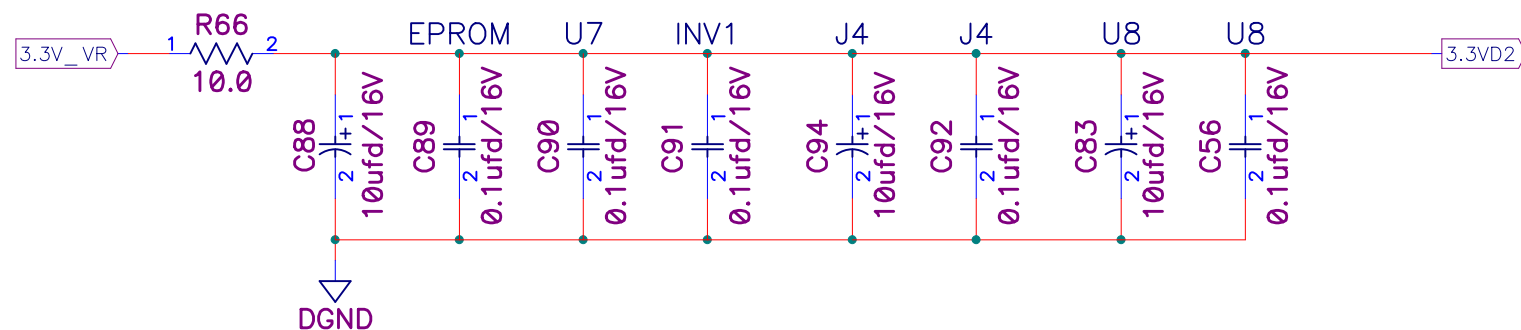 R66
EPROM U7 INV1 J4 J4 U8 U8
3.3V_VR 1 2 3.3VD2
10.0
C88 +1 2 10ufd/16V
C89 1 2 0.1ufd/16V
C90 1 2 0.1ufd/16V
C91 1 2 0.1ufd/16V
C94 +1 2 10ufd/16V
C92 1 2 0.1ufd/16V
C83 +1 2 10ufd/16V
C56 1 2 0.1ufd/16V
DGND